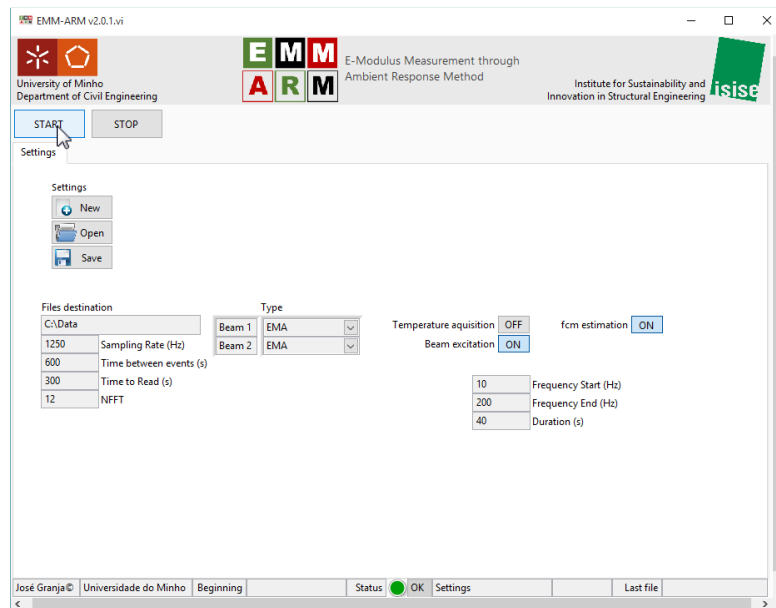 EMM-ARM v2.0.1.vi
University of Minho
Department of Civil Engineering
EMM
ARM
E-Modulus Measurement through
Ambient Response Method
Institute for Sustainability and
Innovation in Structural Engineering
isise
START STOP
Settings
Settings
New
Open
Save
Files destination
C:\Data
1250 Sampling Rate (Hz)
600 Time between events (s)
300 Time to Read (s)
12 NFFT
Type
Beam 1 EMA
Beam 2 EMA
Temperature aquisition OFF
Beam excitation ON
fcm estimation ON
10 Frequency Start (Hz)
200 Frequency End (Hz)
40 Duration (s)
José Granja© Universidade do Minho Beginning Status OK Settings Last file